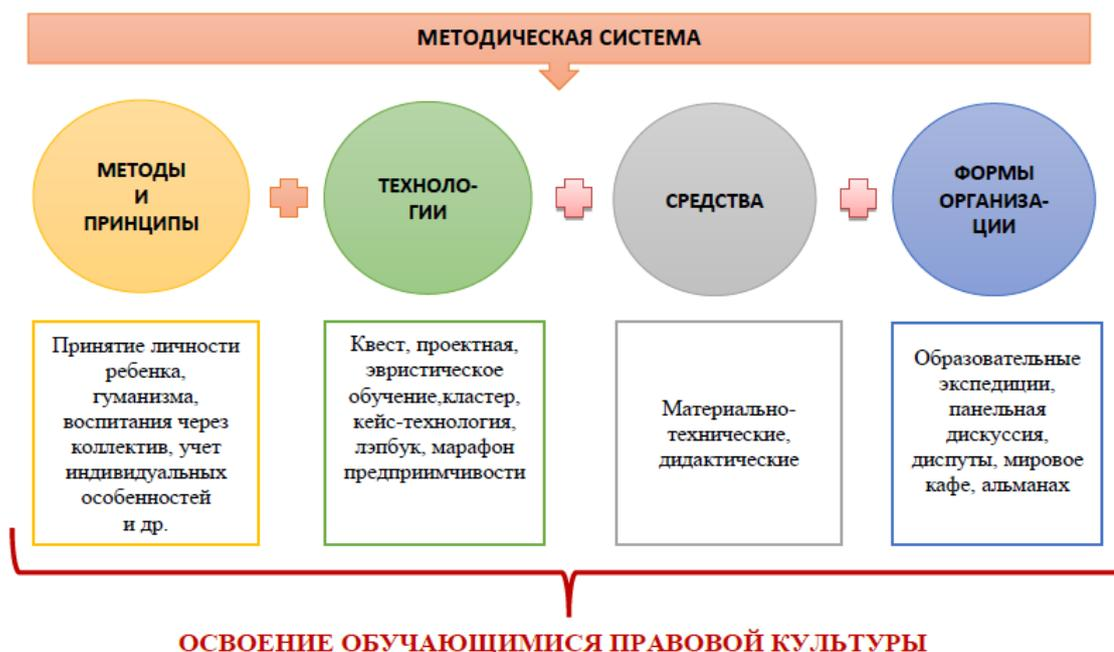 МЕТОДИЧЕСКАЯ СИСТЕМА
МЕТОДЫ
И
ПРИНЦИПЫ
ТЕХНОЛО-
ГИИ
СРЕДСТВА
ФОРМЫ
ОРГАНИЗА-
ЦИИ
Принятие личности
ребенка,
гуманизма,
воспитания через
коллектив, учет
индивидуальных
особенностей
и др.
Квест, проектная,
эвристическое
обучение,кластер,
кейс-технология,
лэпбук, марафон
предприимчивости
Материально-
технические,
дидактические
Образовательные
экспедиции,
панельная
дискуссия,
диспуты, мировое
кафе, альманах
ОСВОЕНИЕ ОБУЧАЮЩИМИСЯ ПРАВОВОЙ КУЛЬТУРЫ